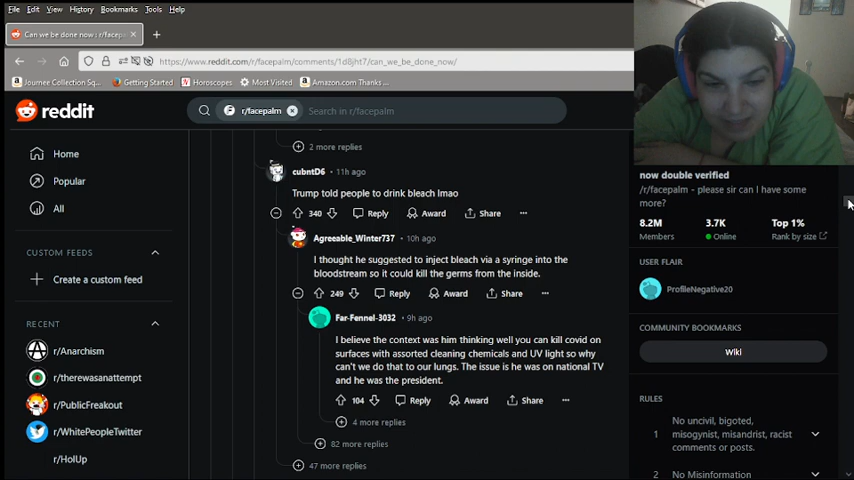 File Edit View History Bookmarks Tools Help
Can we be done now : r/facepa
https://www.reddit.com/r/facepalm/comments/1d8jht7/can_we_be_done_now/
Journee Collection Sq... Getting Started Horoscopes Most Visited Amazon.com Thanks ...
reddit
r/facepalm Search in r/facepalm
Home
Popular
All
CUSTOM FEEDS
Create a custom feed
RECENT
r/Anarchism
r/therewasanattempt
r/PublicFreakout
r/WhitePeopleTwitter
r/HolUp
2 more replies
cubntD6 · 11h ago
Trump told people to drink bleach lmao
340 Reply Award Share ...
Agreeable_Winter737 · 10h ago
I thought he suggested to inject bleach via a syringe into the
bloodstream so it could kill the germs from the inside.
249 Reply Award Share ...
Far-Fennel-3032 · 9h ago
I believe the context was him thinking well you can kill covid on
surfaces with assorted cleaning chemicals and UV light so why
can't we do that to our lungs. The issue is he was on national TV
and he was the president.
104 Reply Award Share ...
4 more replies
82 more replies
47 more replies
now double verified
/r/facepalm - please sir can I have some
more?
8.2M 3.7K Top 1%
Members Online Rank by size
USER FLAIR
ProfileNegative20
COMMUNITY BOOKMARKS
Wiki
RULES
1 No uncivil, bigoted,
misogynist, misandrist, racist
comments or posts.
2 No Misinformation